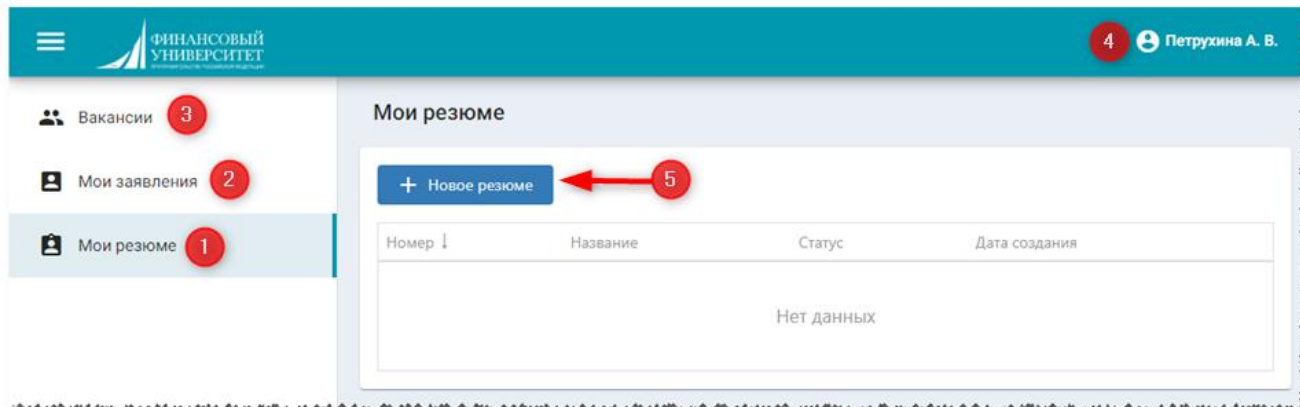 ФИНАНСОВЫЙ
УНИВЕРСИТЕТ
4 Петрухина А. В.
Вакансии 3
Мои заявления 2
Мои резюме 1
Мои резюме
+ Новое резюме 5
Номер ↓ Название Статус Дата создания
Нет данных